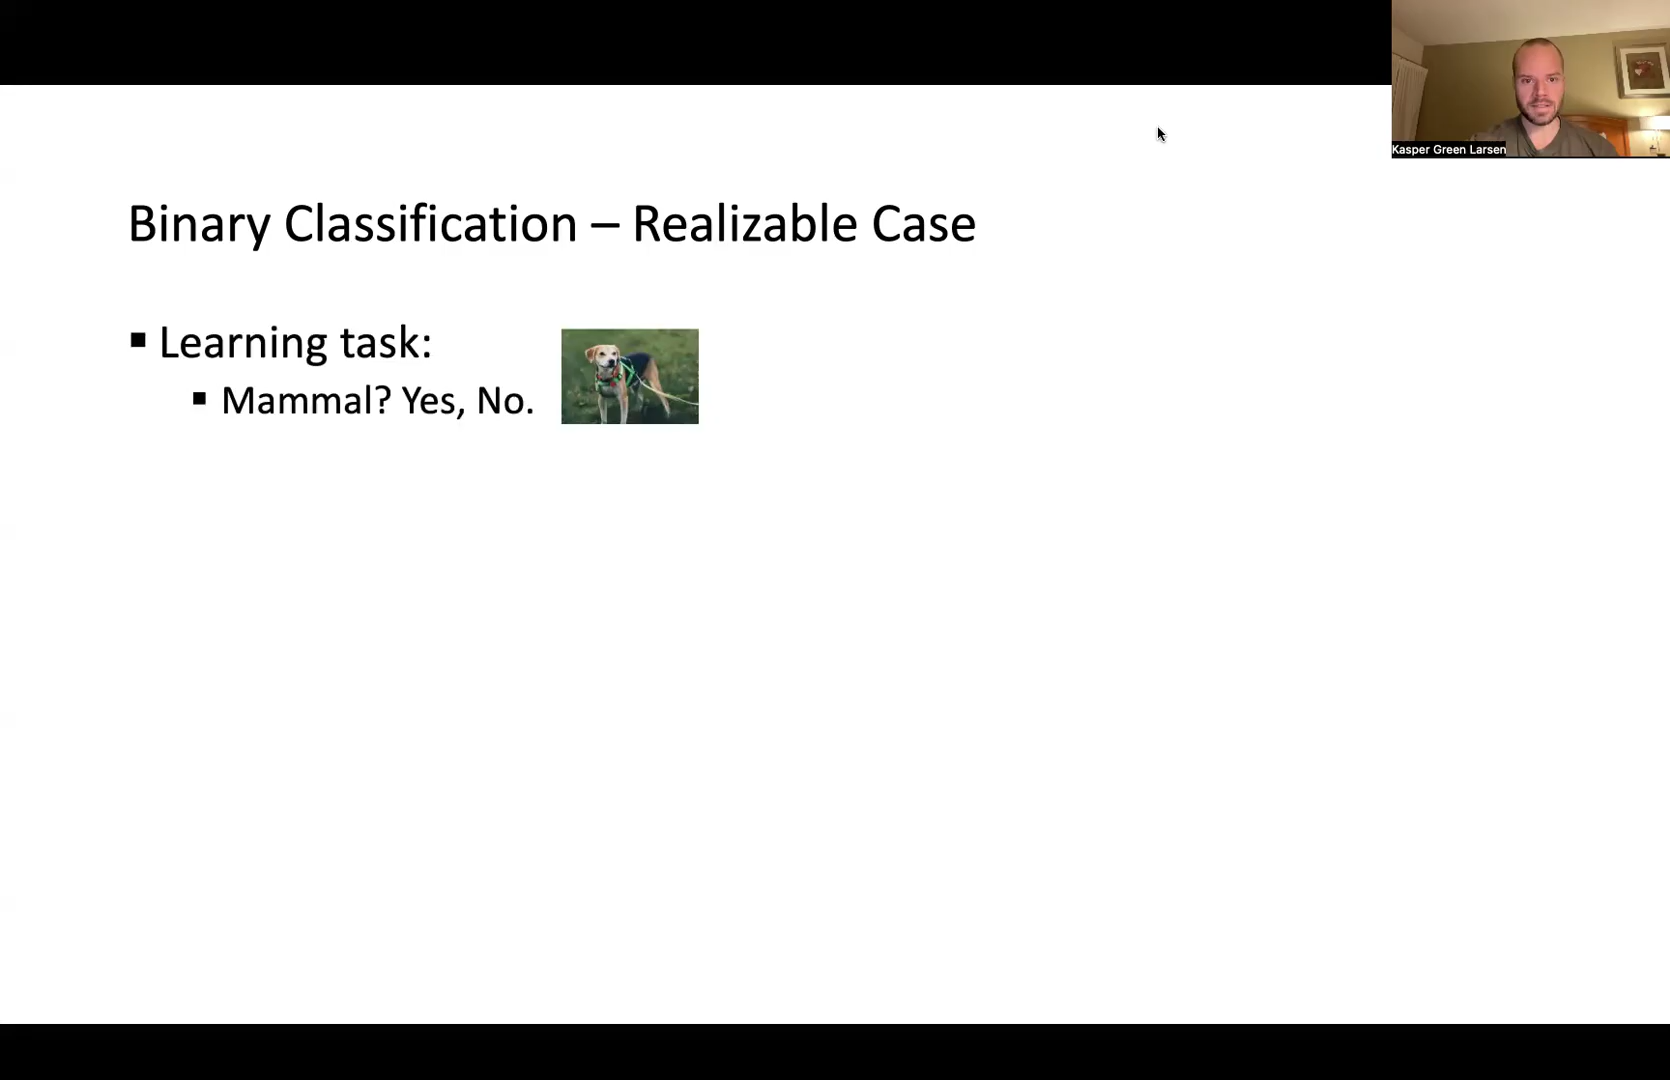 Kasper Green Larsen
Binary Classification – Realizable Case
▪ Learning task:
▪ Mammal? Yes, No.